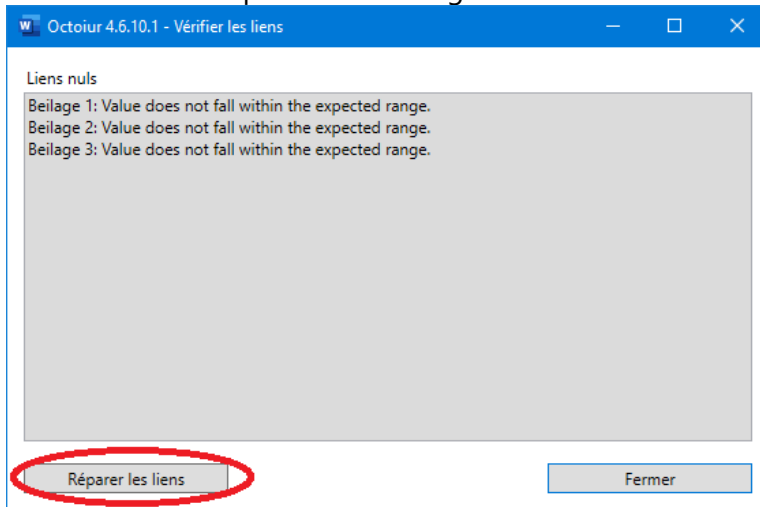 Octoiur 4.6.10.1 - Vérifier les liens
Liens nuls
Beilage 1: Value does not fall within the expected range.
Beilage 2: Value does not fall within the expected range.
Beilage 3: Value does not fall within the expected range.
Réparer les liens
Fermer